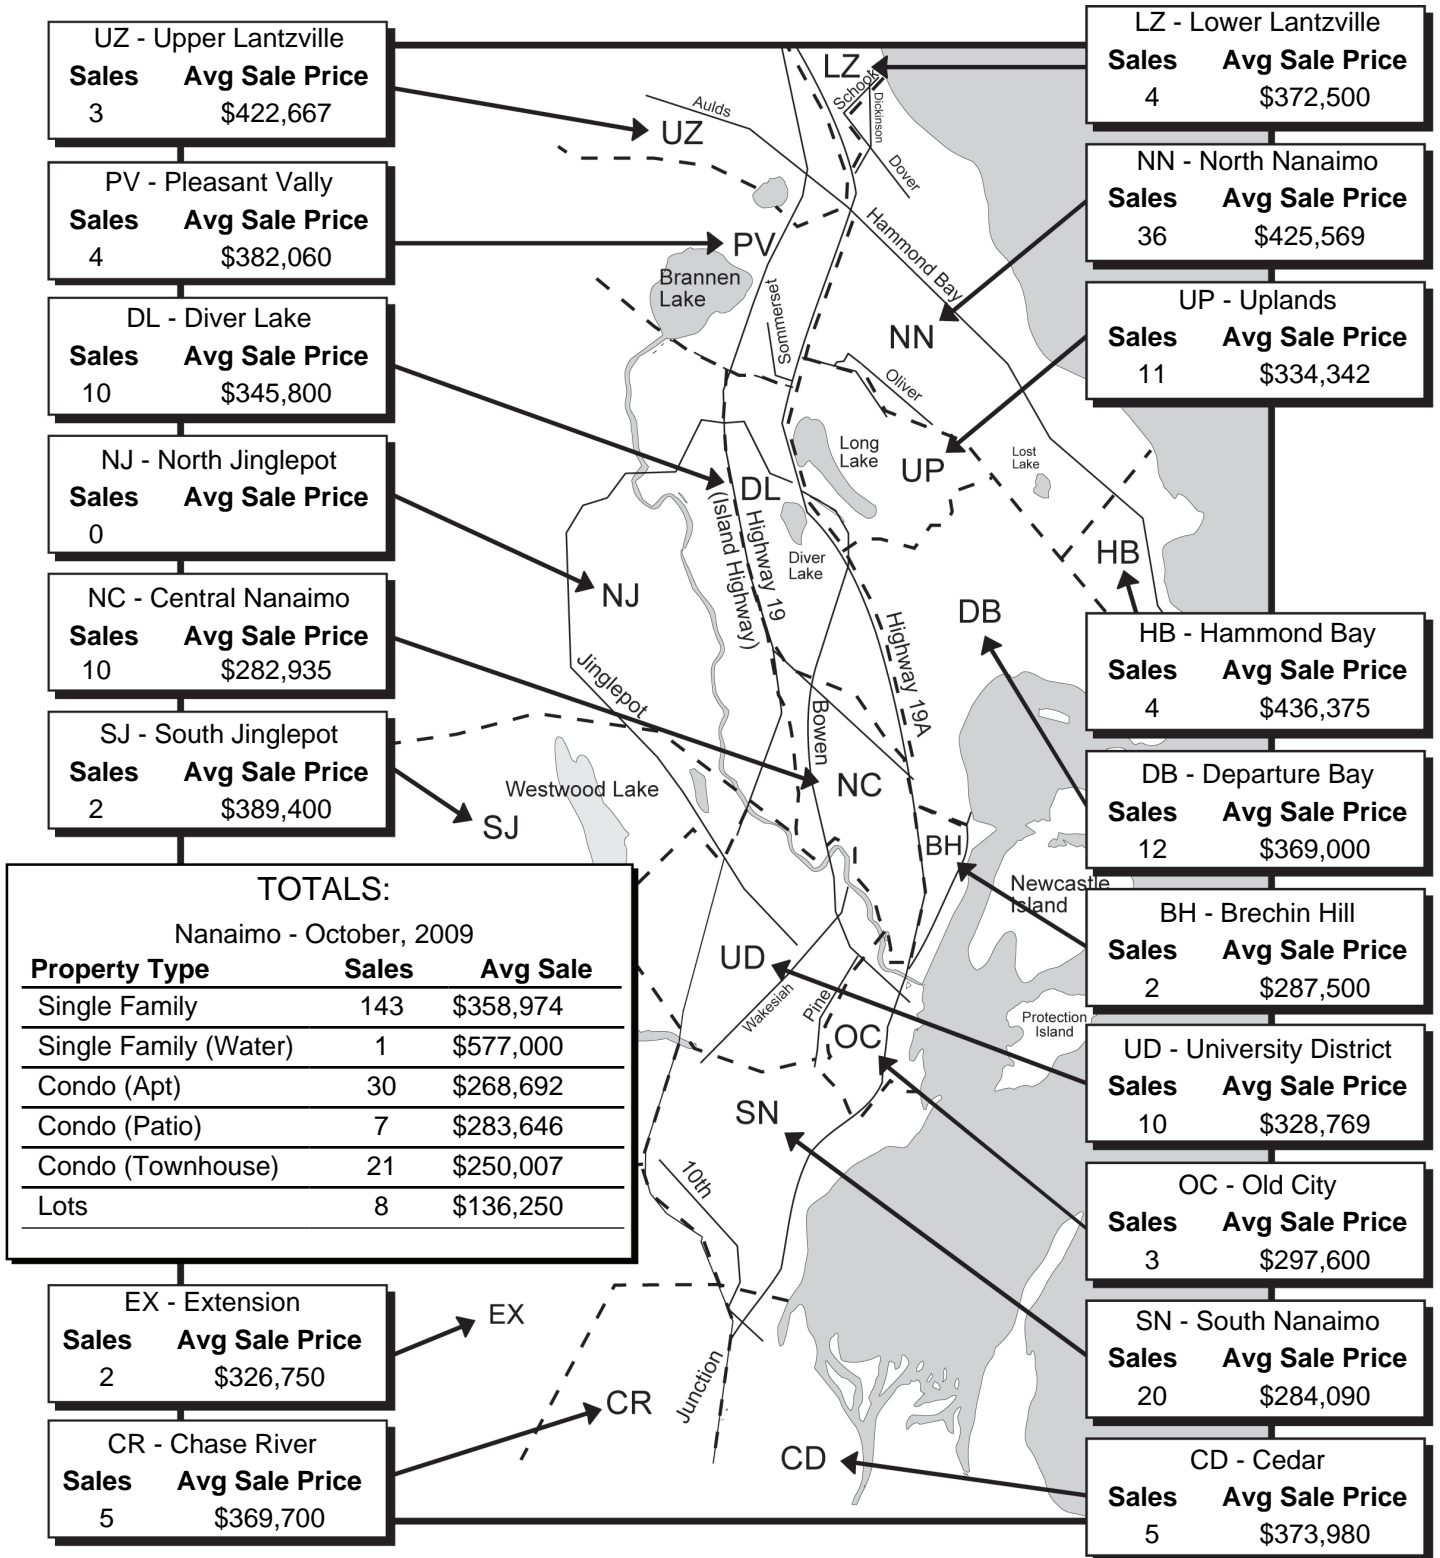 UZ - Upper Lantzville
Sales Avg Sale Price
3 $422,667
PV - Pleasant Vally
Sales Avg Sale Price
4 $382,060
DL - Diver Lake
Sales Avg Sale Price
10 $345,800
NJ - North Jinglepot
Sales Avg Sale Price
0
NC - Central Nanaimo
Sales Avg Sale Price
10 $282,935
SJ - South Jinglepot
Sales Avg Sale Price
2 $389,400
TOTALS:
Nanaimo - October, 2009
Property Type Sales Avg Sale
Single Family 143 $358,974
Single Family (Water) 1 $577,000
Condo (Apt) 30 $268,692
Condo (Patio) 7 $283,646
Condo (Townhouse) 21 $250,007
Lots 8 $136,250
EX - Extension
Sales Avg Sale Price
2 $326,750
CR - Chase River
Sales Avg Sale Price
5 $369,700
LZ
School
Dickinson
Aulds
UZ
Dover
Hammond Bay
PV
Brannen
Lake
Sommerset
NN
Oliver
Long
Lake
UP
Lost
Lake
DL
Highway 19
(Island Highway)
Diver
Lake
HB
NJ
DB
Highway 19A
Jinglepot
Bowen
Westwood Lake
NC
SJ
BH
Newcastle
Island
UD
Wakesiah
Pine
Protection
Island
OC
SN
10th
EX
Junction
CR
CD
LZ - Lower Lantzville
Sales Avg Sale Price
4 $372,500
NN - North Nanaimo
Sales Avg Sale Price
36 $425,569
UP - Uplands
Sales Avg Sale Price
11 $334,342
HB - Hammond Bay
Sales Avg Sale Price
4 $436,375
DB - Departure Bay
Sales Avg Sale Price
12 $369,000
BH - Brechin Hill
Sales Avg Sale Price
2 $287,500
UD - University District
Sales Avg Sale Price
10 $328,769
OC - Old City
Sales Avg Sale Price
3 $297,600
SN - South Nanaimo
Sales Avg Sale Price
20 $284,090
CD - Cedar
Sales Avg Sale Price
5 $373,980